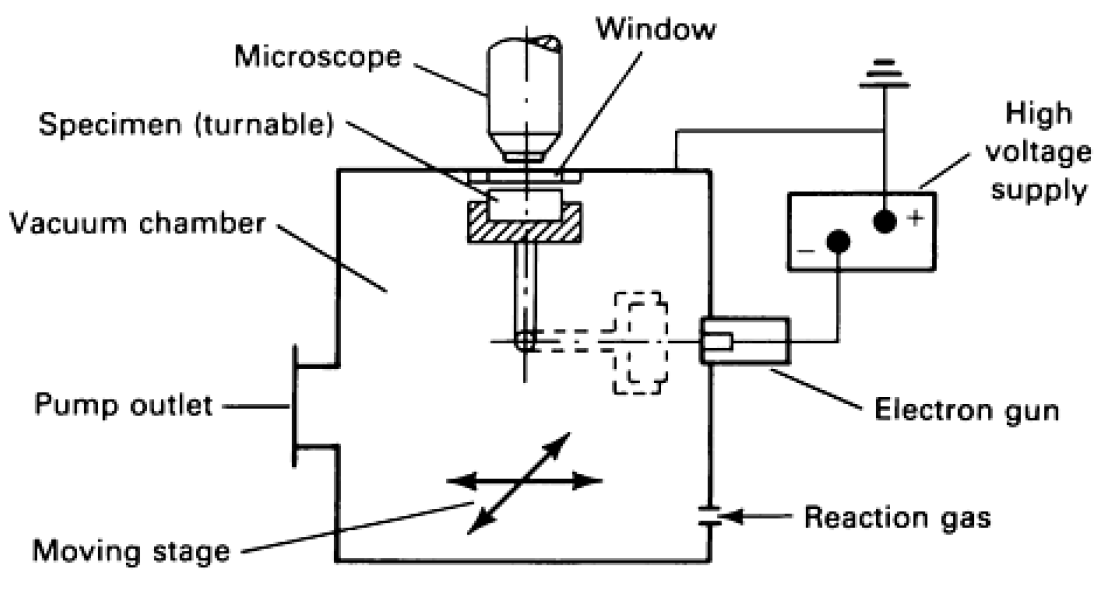 Window
Microscope
Specimen (turnable)
High
voltage
supply
Vacuum chamber
+
−
Pump outlet
Electron gun
Reaction gas
Moving stage